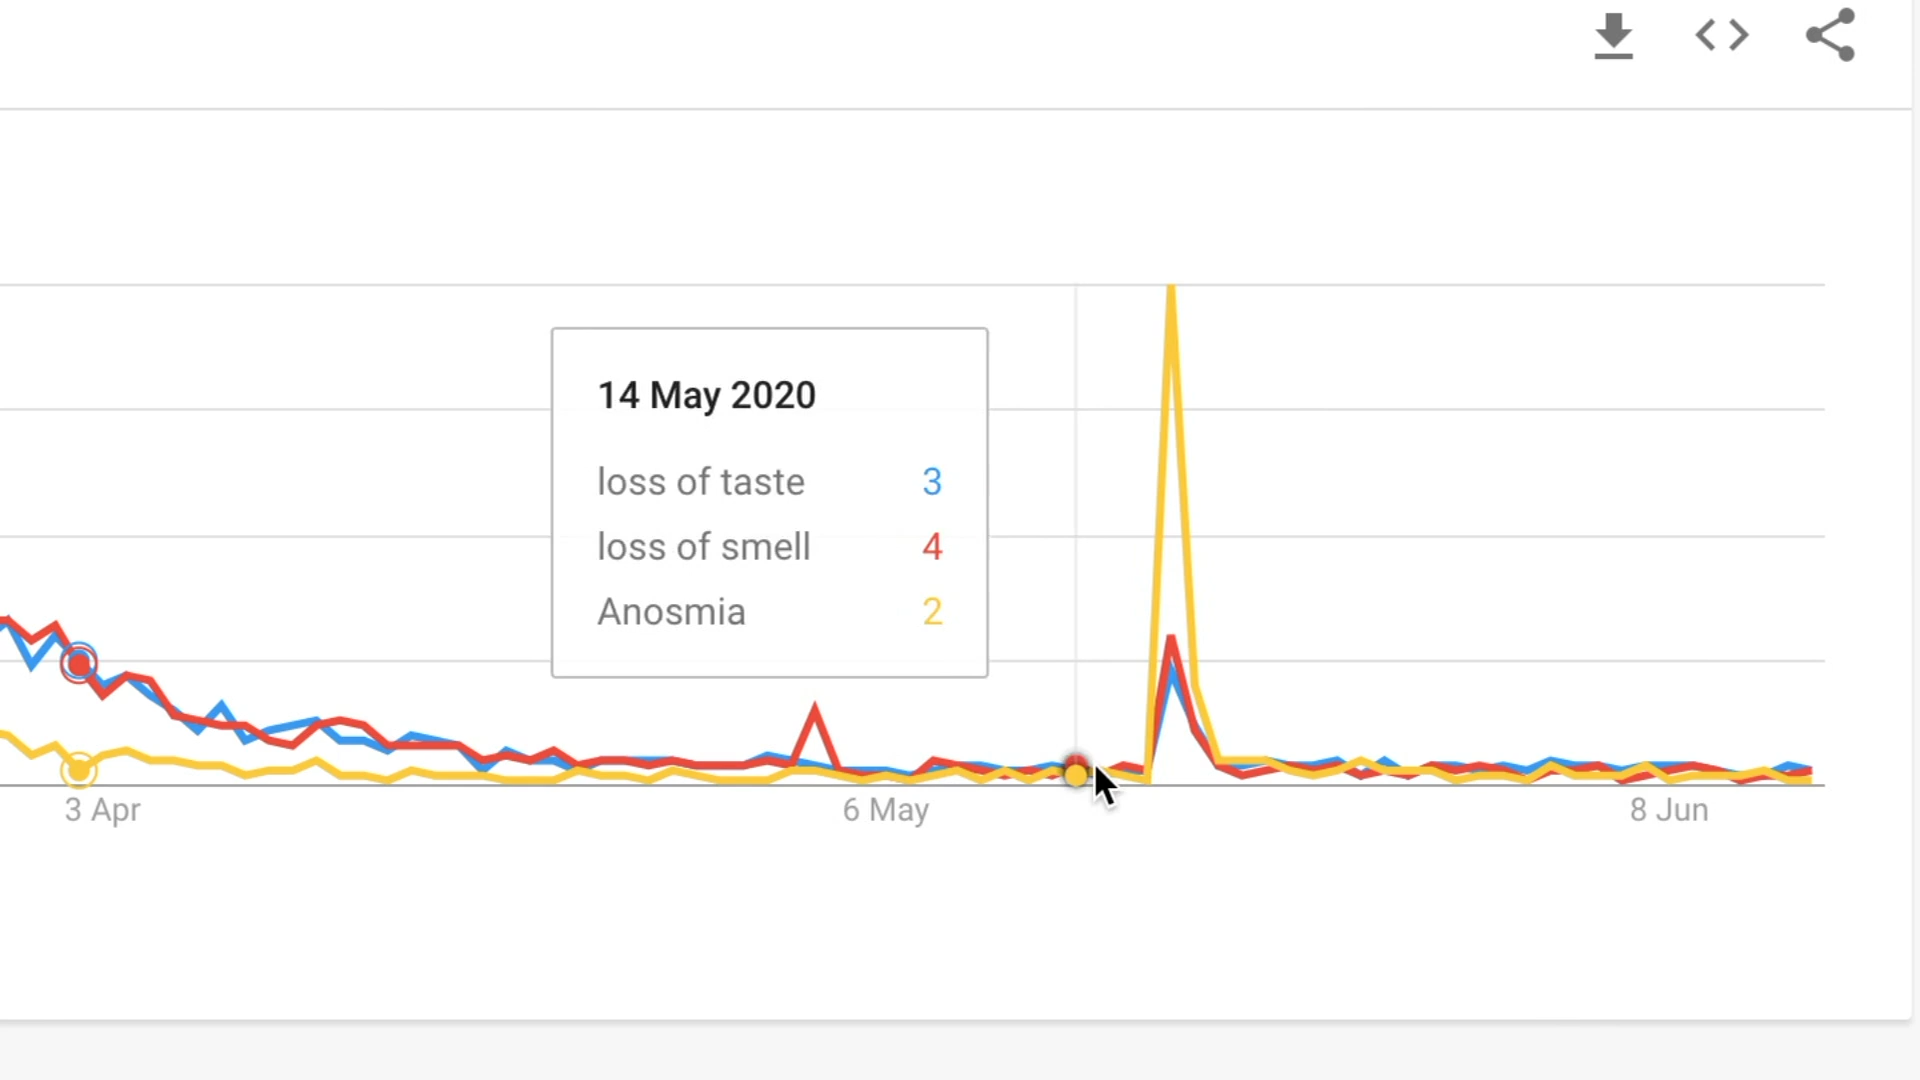 14 May 2020
loss of taste 3
loss of smell 4
Anosmia 2
3 Apr 6 May 8 Jun